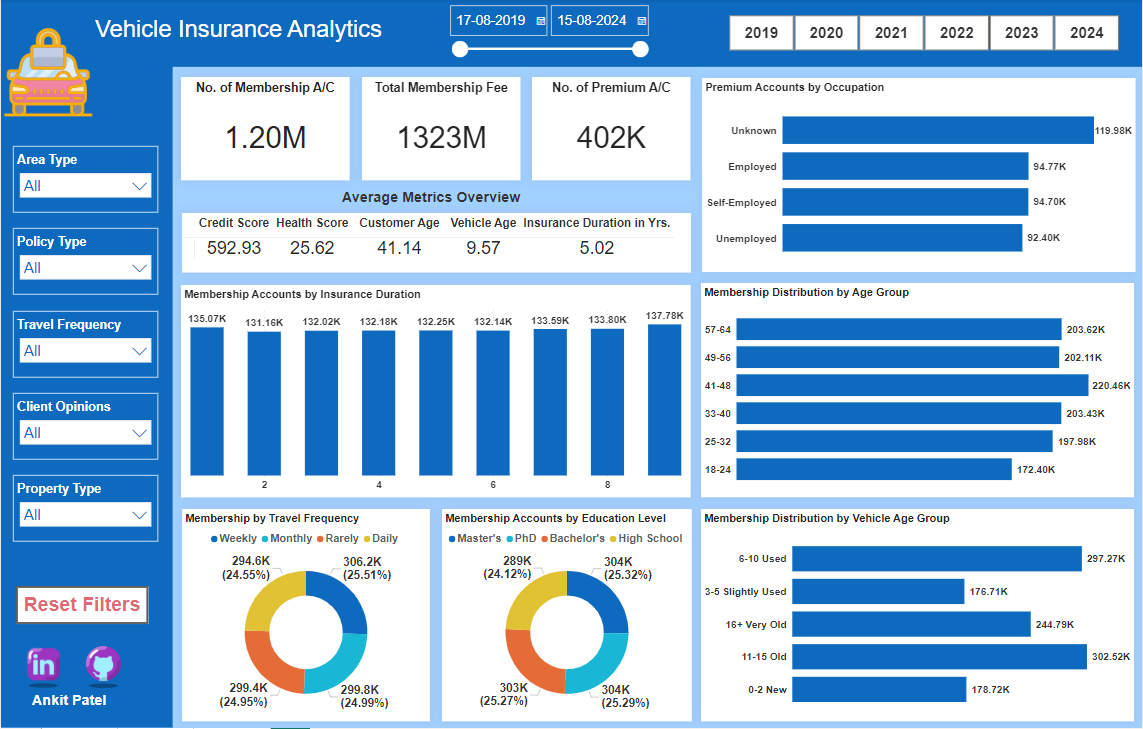 Vehicle Insurance Analytics
17-08-2019
15-08-2024
2019
2020
2021
2022
2023
2024
Area Type
All
Policy Type
All
Travel Frequency
All
Client Opinions
All
Property Type
All
Reset Filters
in
Ankit Patel
No. of Membership A/C
1.20M
Total Membership Fee
1323M
No. of Premium A/C
402K
Average Metrics Overview
Credit Score Health Score Customer Age Vehicle Age Insurance Duration in Yrs.
592.93 25.62 41.14 9.57 5.02
Premium Accounts by Occupation
Unknown 119.98K
Employed 94.77K
Self-Employed 94.70K
Unemployed 92.40K
Membership Accounts by Insurance Duration
135.07K 131.16K 132.02K 132.18K 132.25K 132.14K 133.59K 133.80K 137.78K
2 4 6 8
Membership Distribution by Age Group
57-64 203.62K
49-56 202.11K
41-48 220.46K
33-40 203.43K
25-32 197.98K
18-24 172.40K
Membership by Travel Frequency
Weekly Monthly Rarely Daily
294.6K
(24.55%)
306.2K
(25.51%)
299.4K
(24.95%)
299.8K
(24.99%)
Membership Accounts by Education Level
Master's PhD Bachelor's High School
289K
(24.12%)
304K
(25.32%)
303K
(25.27%)
304K
(25.29%)
Membership Distribution by Vehicle Age Group
6-10 Used 297.27K
3-5 Slightly Used 176.71K
16+ Very Old 244.79K
11-15 Old 302.52K
0-2 New 178.72K